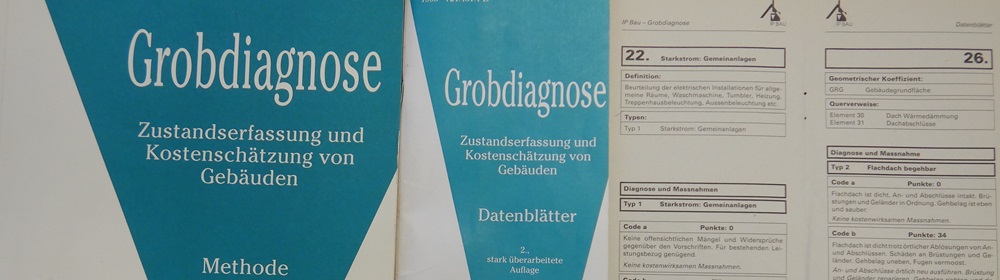 Grobdiagnose
Zustandserfassung und
Kostenschätzung von
Gebäuden
Methode
Grobdiagnose
Zustandserfassung und
Kostenschätzung von
Gebäuden
Datenblätter
2.,
stark überarbeitete
Auflage
IP BAU
IP Bau – Grobdiagnose
22. Starkstrom: Gemeinanlagen
Definition:
Beurteilung der elektrischen Installationen für allge-
meine Räume, Waschmaschine, Tumbler, Heizung,
Treppenhausbeleuchtung, Aussenbeleuchtung etc.
Typen:
Typ 1 Starkstrom: Gemeinanlagen
Diagnose und Massnahmen
Typ 1 Starkstrom: Gemeinanlagen
Code a Punkte: 0
Keine offensichtlichen Mängel und Widersprüche
gegenüber den Vorschriften. Für bestehenden Lei-
stungsbezug genügend.
Keine kostenwirksamen Massnahmen.
IP BAU
Datenblätter
26.
Geometrischer Koeffizient:
GRG Gebäudegrundfläche
Querverweise:
Element 30 Dach Wärmedämmung
Element 31 Dachabschlüsse
Diagnose und Massnahme
Typ 2 Flachdach begehbar
Code a Punkte: 0
Flachdach ist dicht. An- und Abschlüsse intakt. Brü-
stungen und Geländer in Ordnung. Gehbelag ist eben
und sauber.
Keine kostenwirksamen Massnahmen.
Code b Punkte: 34
Flachdach ist dicht trotz örtlicher Ablösungen von An-
und Abschlüssen. Schäden an Brüstungen und Ge-
länder. Gehbelag uneben, Fugen vermoost.
An- und Abschlüsse örtlich neu ausführen. Brüstung